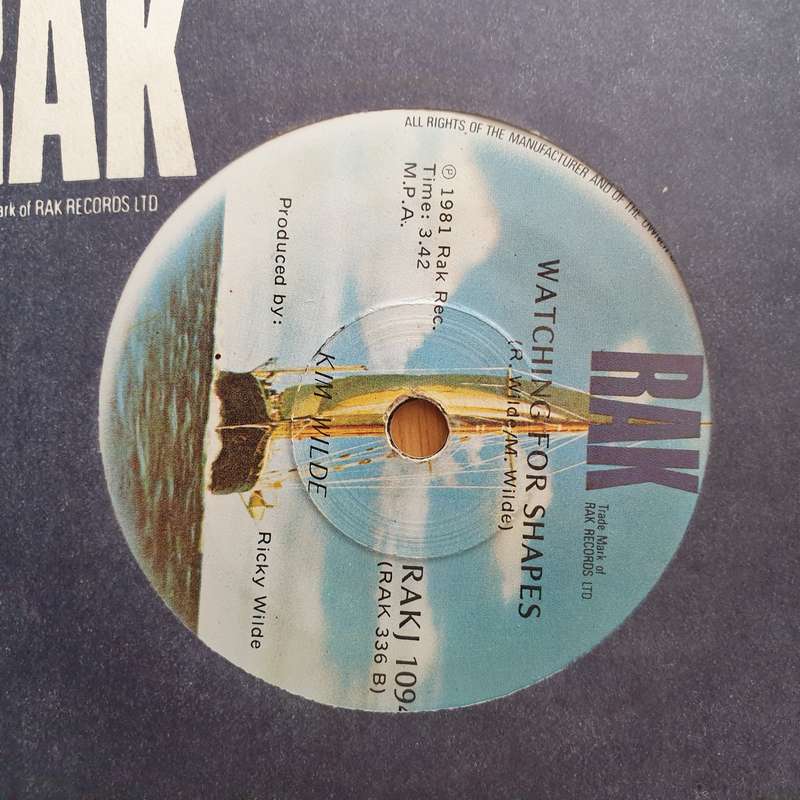 RAK
ark of RAK RECORDS LTD
ALL RIGHTS OF THE MANUFACTURER AND OF THE
RAK
Trade Mark of
RAK RECORDS LTD.
WATCHING FOR SHAPES
(R. Wilde/M. Wilde)
℗ 1981 Rak Rec.
Time: 3.42
M.P.A.
RAKJ 1094
(RAK 336 B)
KIM WILDE
Produced by: Ricky Wilde